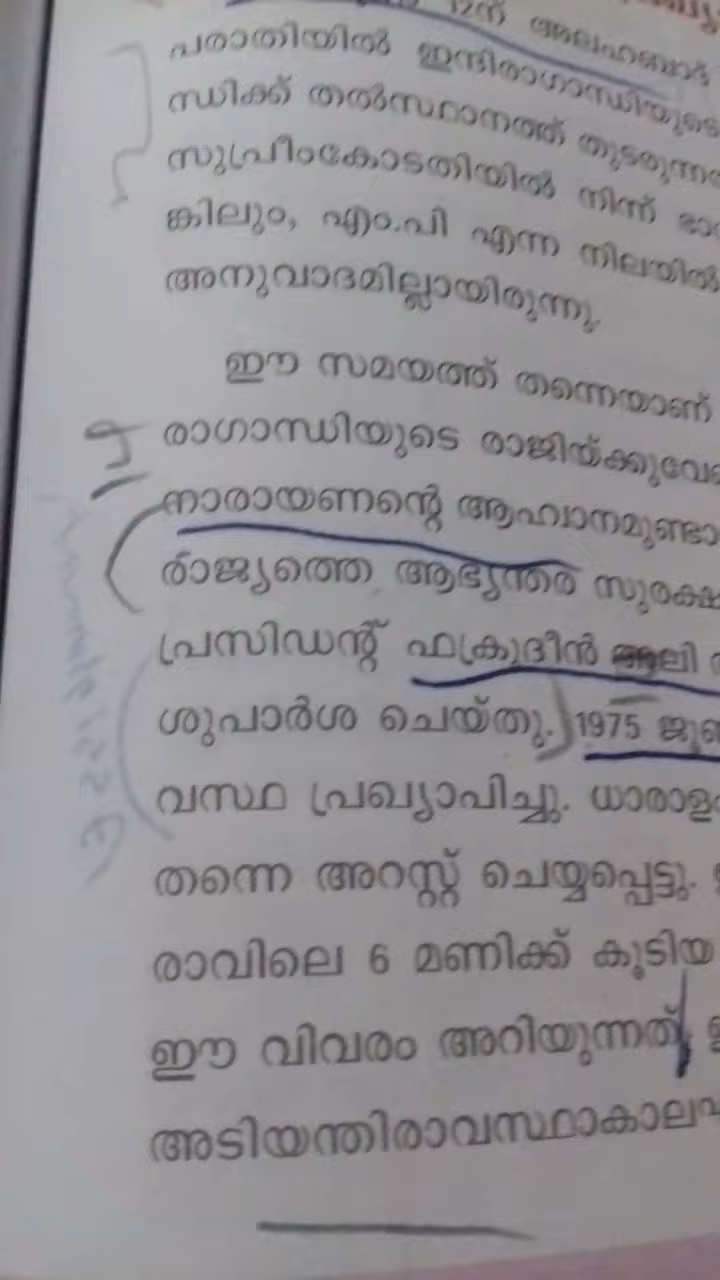 12ന് അലഹബാദ്
പരാതിയിൽ ഇന്ദിരാഗാന്ധിയുടെ
ന്ധിക്ക് തൽസ്ഥാനത്ത് തുടരുന്ന
സുപ്രീംകോടതിയിൽ നിന്ന്
ങ്കിലും, എം.പി എന്ന നിലയിൽ
അനുവാദമില്ലായിരുന്നു.
ഈ സമയത്ത് തന്നെയാണ്
രാഗാന്ധിയുടെ രാജിയ്ക്കുവേ
നാരായണന്റെ ആഹ്വാനമുണ്ടാ
രാജ്യത്തെ ആഭ്യന്തര സുരക്ഷ
പ്രസിഡന്റ് ഫക്രുദീൻ അലി
ശുപാർശ ചെയ്തു. 1975 ജൂ
വസ്ഥ പ്രഖ്യാപിച്ചു. ധാരാള
തന്നെ അറസ്റ്റ് ചെയ്യപ്പെട്ടു.
രാവിലെ 6 മണിക്ക് കൂടിയ
ഈ വിവരം അറിയുന്നത്
അടിയന്തിരാവസ്ഥാകാല